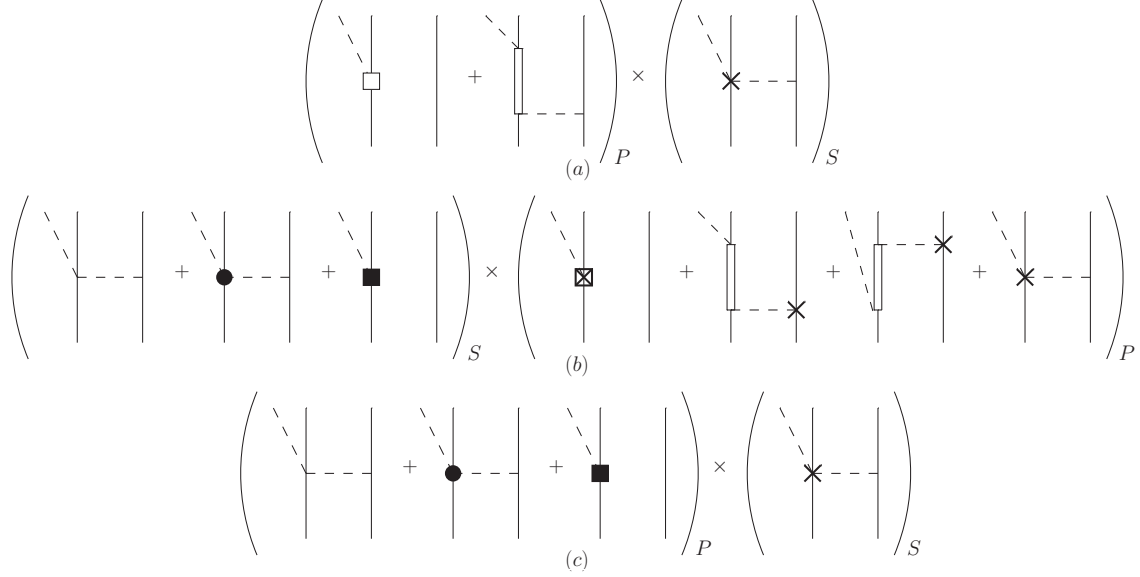 + ×
P S
(a)
+ + × + + +
S P
(b)
+ + ×
P S
(c)